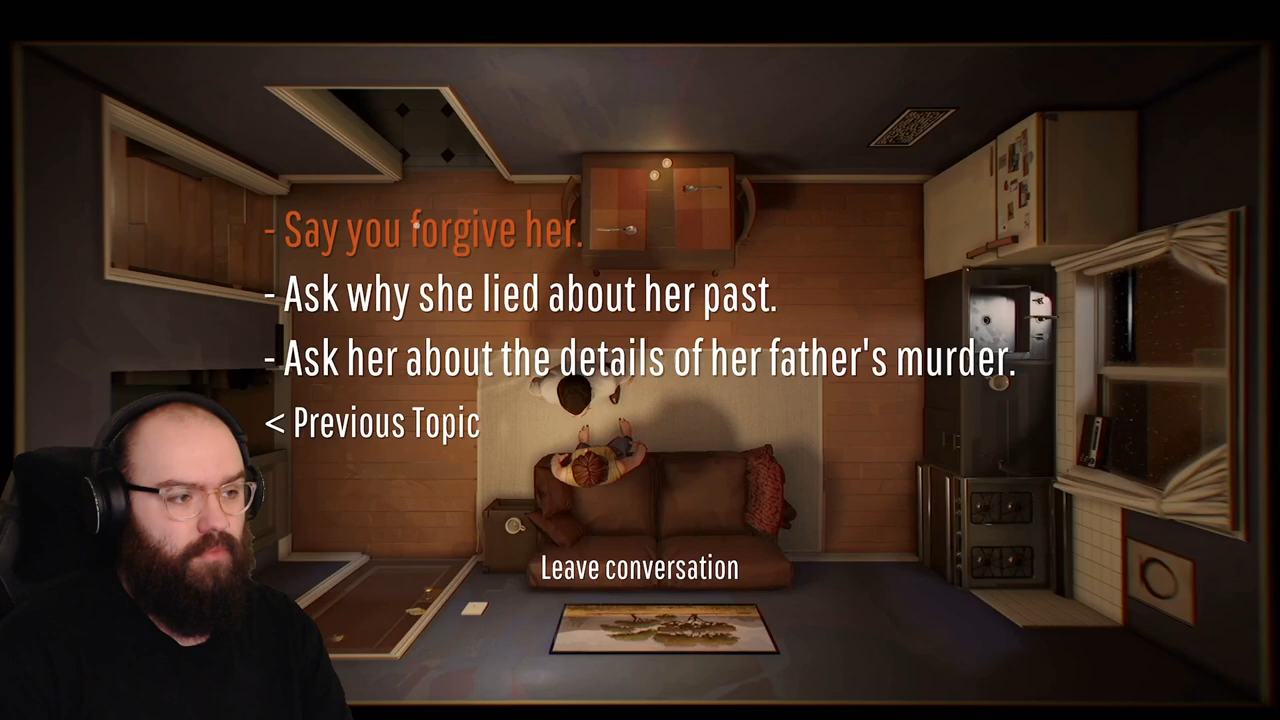 - Say you forgive her.
- Ask why she lied about her past.
- Ask her about the details of her father's murder.
< Previous Topic
Leave conversation